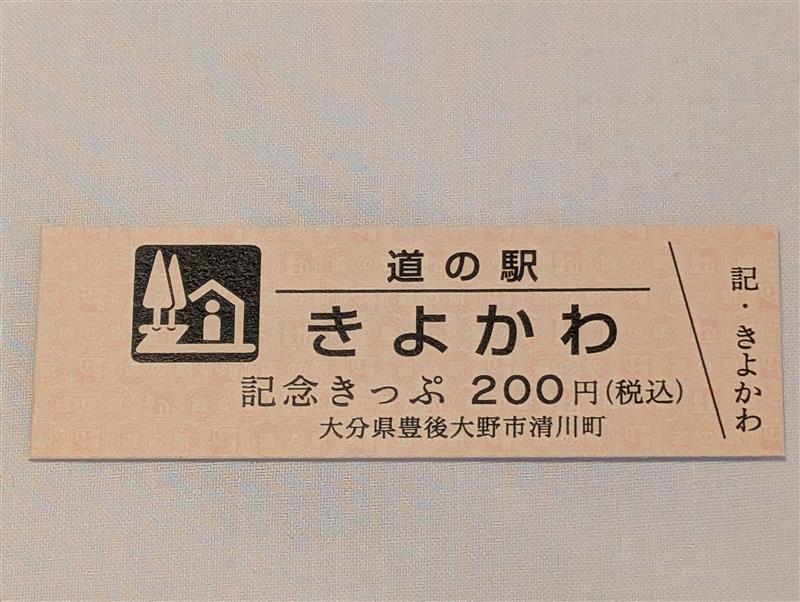 道の駅
きよかわ
記念きっぷ 200円(税込)
大分県豊後大野市清川町
記・きよかわ